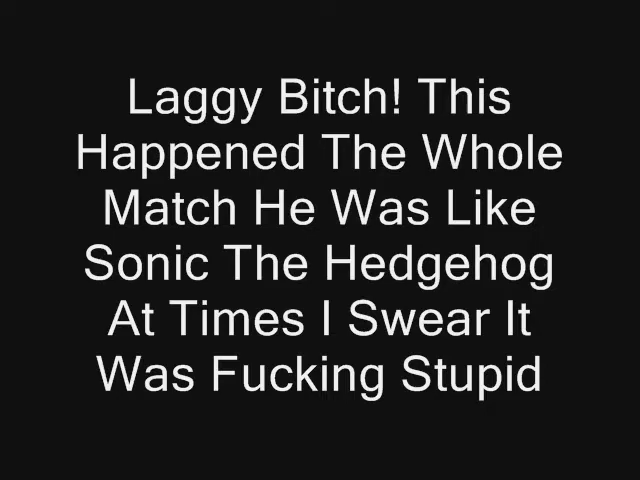 Laggy Bitch! This
Happened The Whole
Match He Was Like
Sonic The Hedgehog
At Times I Swear It
Was Fucking Stupid